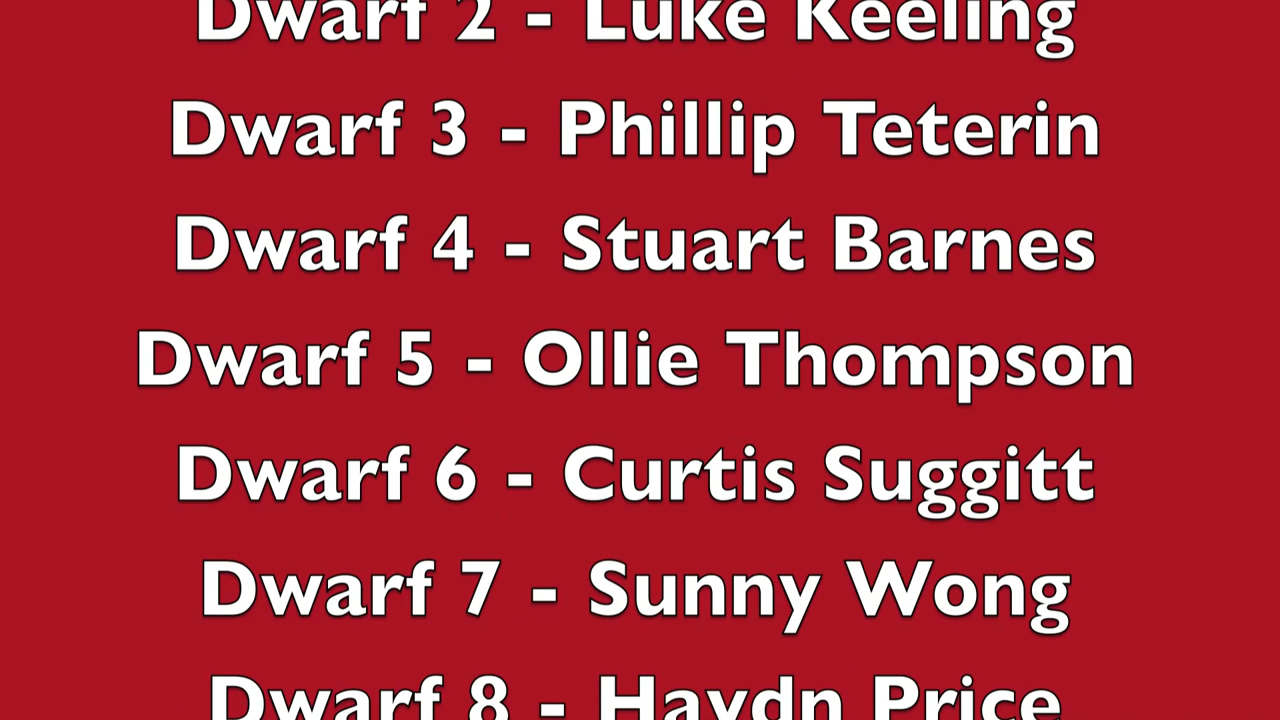 Dwarf 2 - Luke Keeling
Dwarf 3 - Phillip Teterin
Dwarf 4 - Stuart Barnes
Dwarf 5 - Ollie Thompson
Dwarf 6 - Curtis Suggitt
Dwarf 7 - Sunny Wong
Dwarf 8 - Haydn Price